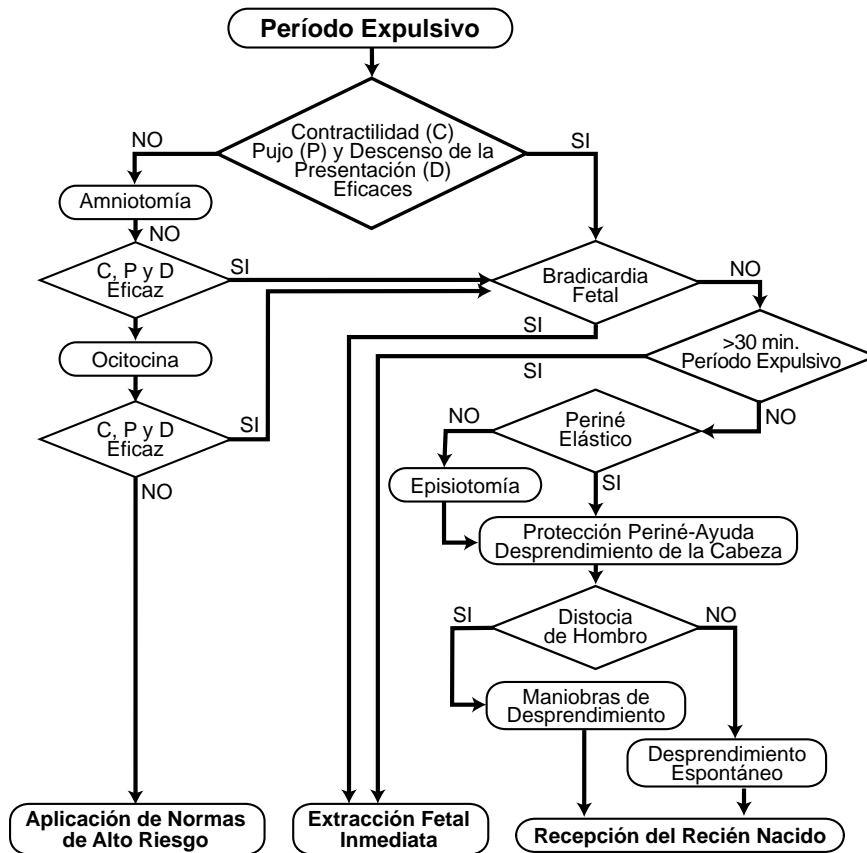 Período Expulsivo
Contractilidad (C)
Pujo (P) y Descenso de la
Presentación (D)
Eficaces
NO
SI
Amniotomía
NO
C, P y D
Eficaz
SI
Bradicardia
Fetal
NO
SI
Ocitocina
>30 min.
Período Expulsivo
SI
NO
C, P y D
Eficaz
SI
NO
Periné
Elástico
NO
SI
Episiotomía
Protección Periné-Ayuda
Desprendimiento de la Cabeza
Distocia
de Hombro
SI
NO
Maniobras de
Desprendimiento
Desprendimiento
Espontáneo
Aplicación de Normas
de Alto Riesgo
Extracción Fetal
Inmediata
Recepción del Recién Nacido